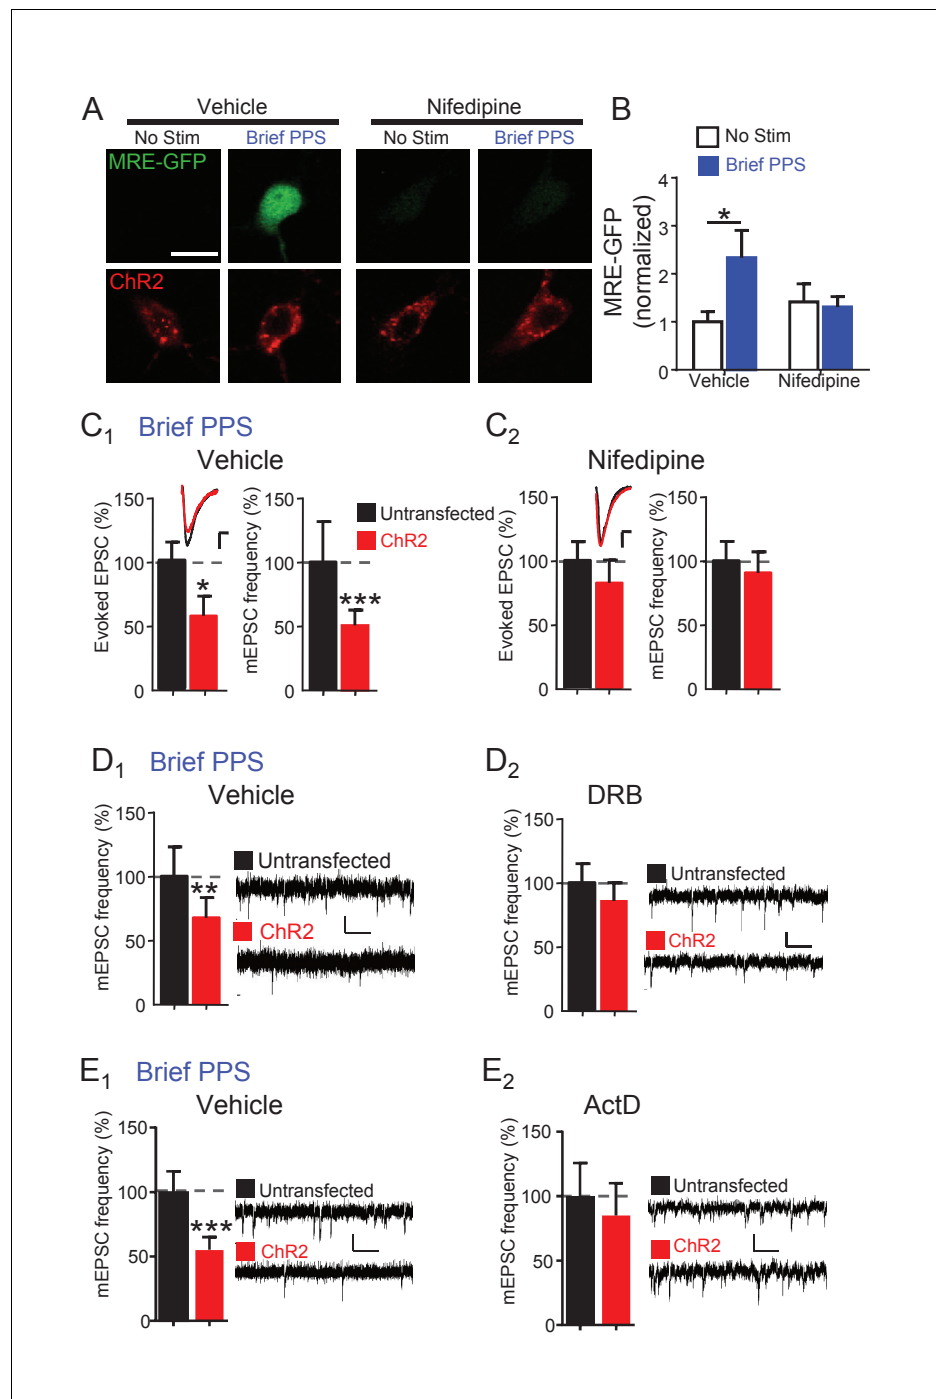 A
Vehicle
Nifedipine
No Stim
Brief PPS
No Stim
Brief PPS
MRE-GFP
ChR2
B
No Stim
Brief PPS
MRE-GFP
(normalized)
4
3
2
1
0
*
Vehicle
Nifedipine
C1 Brief PPS
Vehicle
Evoked EPSC (%)
150
100
50
0
*
mEPSC frequency (%)
150
100
50
0
***
Untransfected
ChR2
C2
Nifedipine
Evoked EPSC (%)
150
100
50
0
mEPSC frequency (%)
150
100
50
0
D1 Brief PPS
Vehicle
mEPSC frequency (%)
150
100
50
0
**
Untransfected
ChR2
D2
DRB
mEPSC frequency (%)
150
100
50
0
Untransfected
ChR2
E1 Brief PPS
Vehicle
mEPSC frequency (%)
150
100
50
0
***
Untransfected
ChR2
E2
ActD
mEPSC frequency (%)
150
100
50
0
Untransfected
ChR2